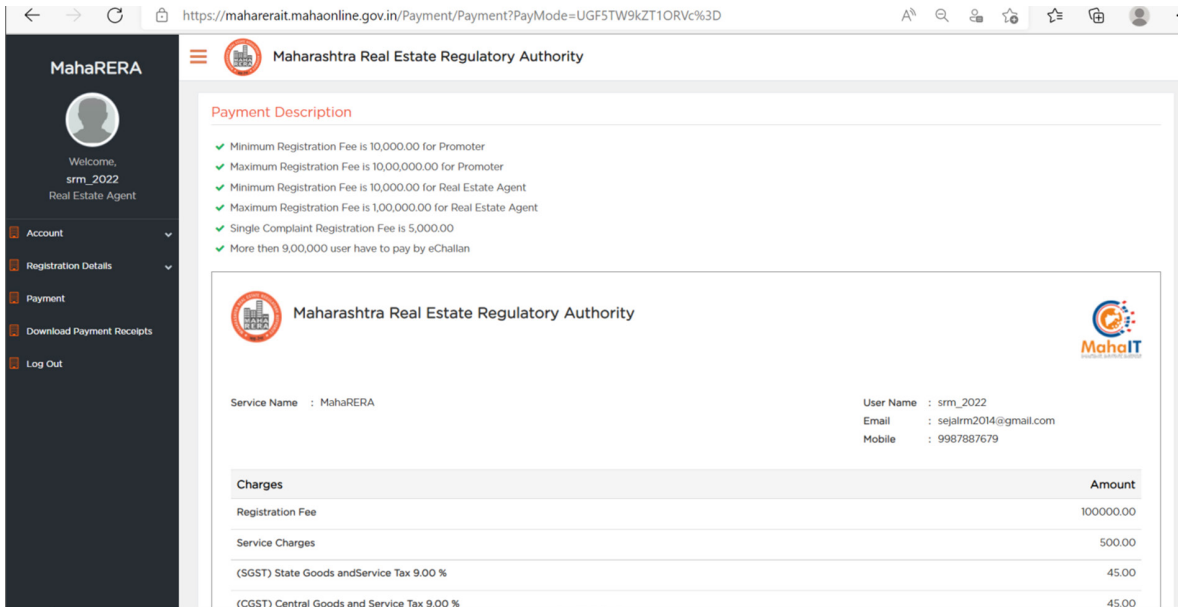 https://maharerait.mahaonline.gov.in/Payment/Payment?PayMode=UGF5TW9kZT1ORVc%3D
MahaRERA
Welcome,
srm_2022
Real Estate Agent
Account
Registration Details
Payment
Download Payment Receipts
Log Out
Maharashtra Real Estate Regulatory Authority
Payment Description
Minimum Registration Fee is 10,000.00 for Promoter
Maximum Registration Fee is 10,00,000.00 for Promoter
Minimum Registration Fee is 10,000.00 for Real Estate Agent
Maximum Registration Fee is 1,00,000.00 for Real Estate Agent
Single Complaint Registration Fee is 5,000.00
More then 9,00,000 user have to pay by eChallan
Maharashtra Real Estate Regulatory Authority
MahaIT
Service Name : MahaRERA
User Name : srm_2022
Email : sejalrm2014@gmail.com
Mobile : 9987887679
Charges Amount
Registration Fee 100000.00
Service Charges 500.00
(SGST) State Goods andService Tax 9.00 % 45.00
(CGST) Central Goods and Service Tax 9.00 % 45.00